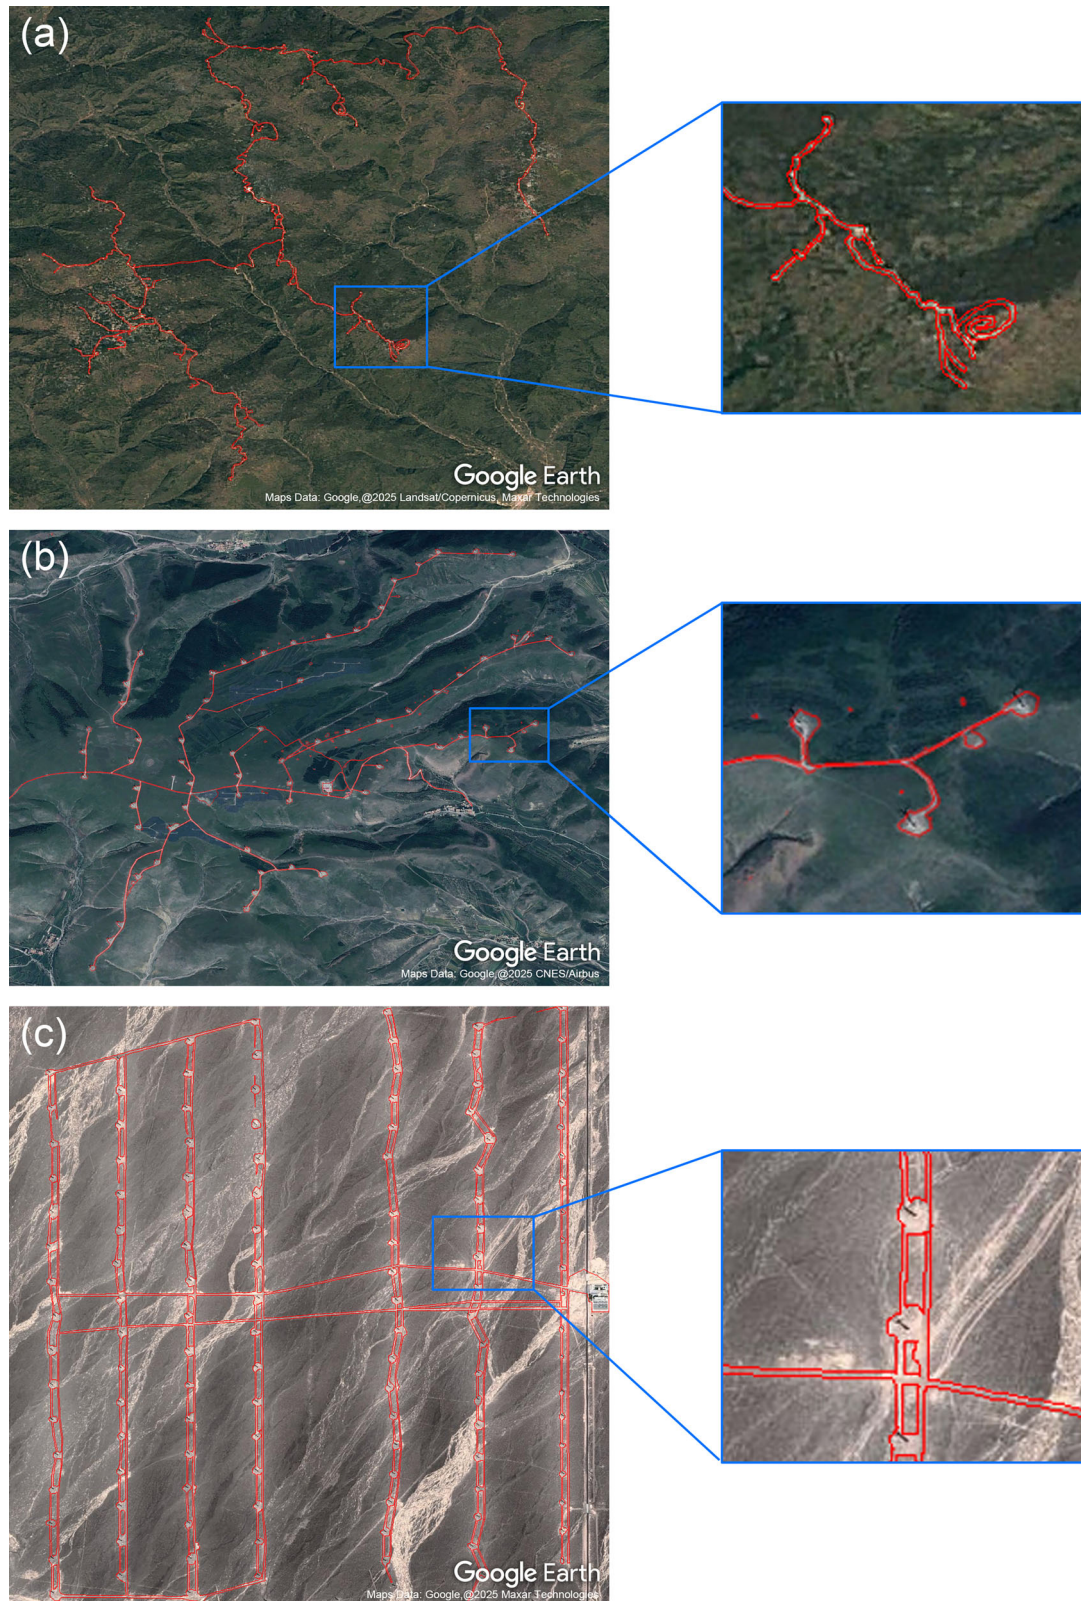 (a)
Google Earth
Maps Data: Google,@2025 Landsat/Copernicus, Maxar Technologies
(b)
Google Earth
Maps Data: Google,@2025 CNES/Airbus
(c)
Google Earth
Maps Data: Google,@2025 Maxar Technologies